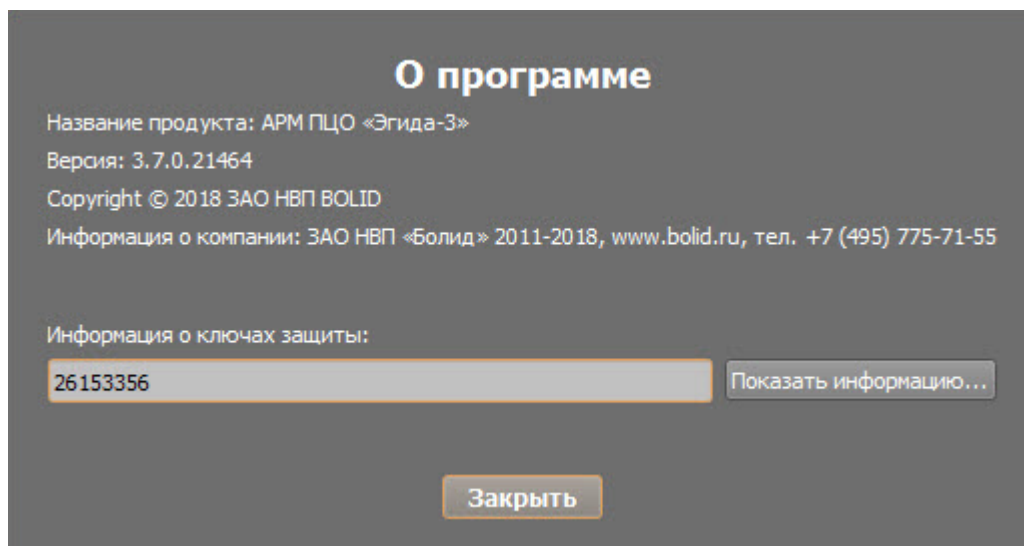 О программе
Название продукта: АРМ ПЦО «Эгида-3»
Версия: 3.7.0.21464
Copyright © 2018 ЗАО НВП BOLID
Информация о компании: ЗАО НВП «Болид» 2011-2018, www.bolid.ru, тел. +7 (495) 775-71-55
Информация о ключах защиты:
26153356 Показать информацию...
Закрыть